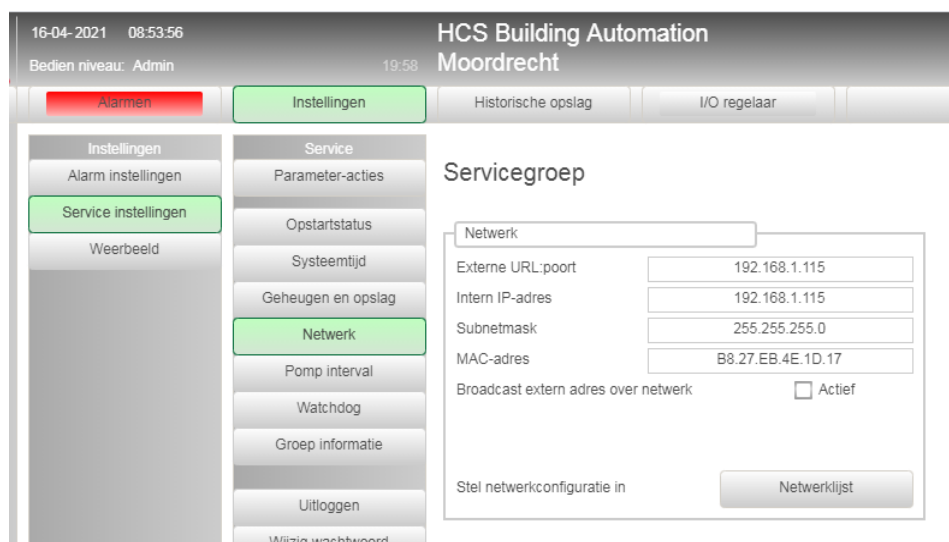 16-04-2021 08:53:56
HCS Building Automation
Bedien niveau: Admin 19:58
Moordrecht
Alarmen
Instellingen
Historische opslag
I/O regelaar
Instellingen
Alarm instellingen
Service instellingen
Weerbeeld
Service
Parameter-acties
Opstartstatus
Systeemtijd
Geheugen en opslag
Netwerk
Pomp interval
Watchdog
Groep informatie
Uitloggen
Wijzig wachtwoord
Servicegroep
Netwerk
Externe URL:poort 192.168.1.115
Intern IP-adres 192.168.1.115
Subnetmask 255.255.255.0
MAC-adres B8.27.EB.4E.1D.17
Broadcast extern adres over netwerk Actief
Stel netwerkconfiguratie in Netwerklijst